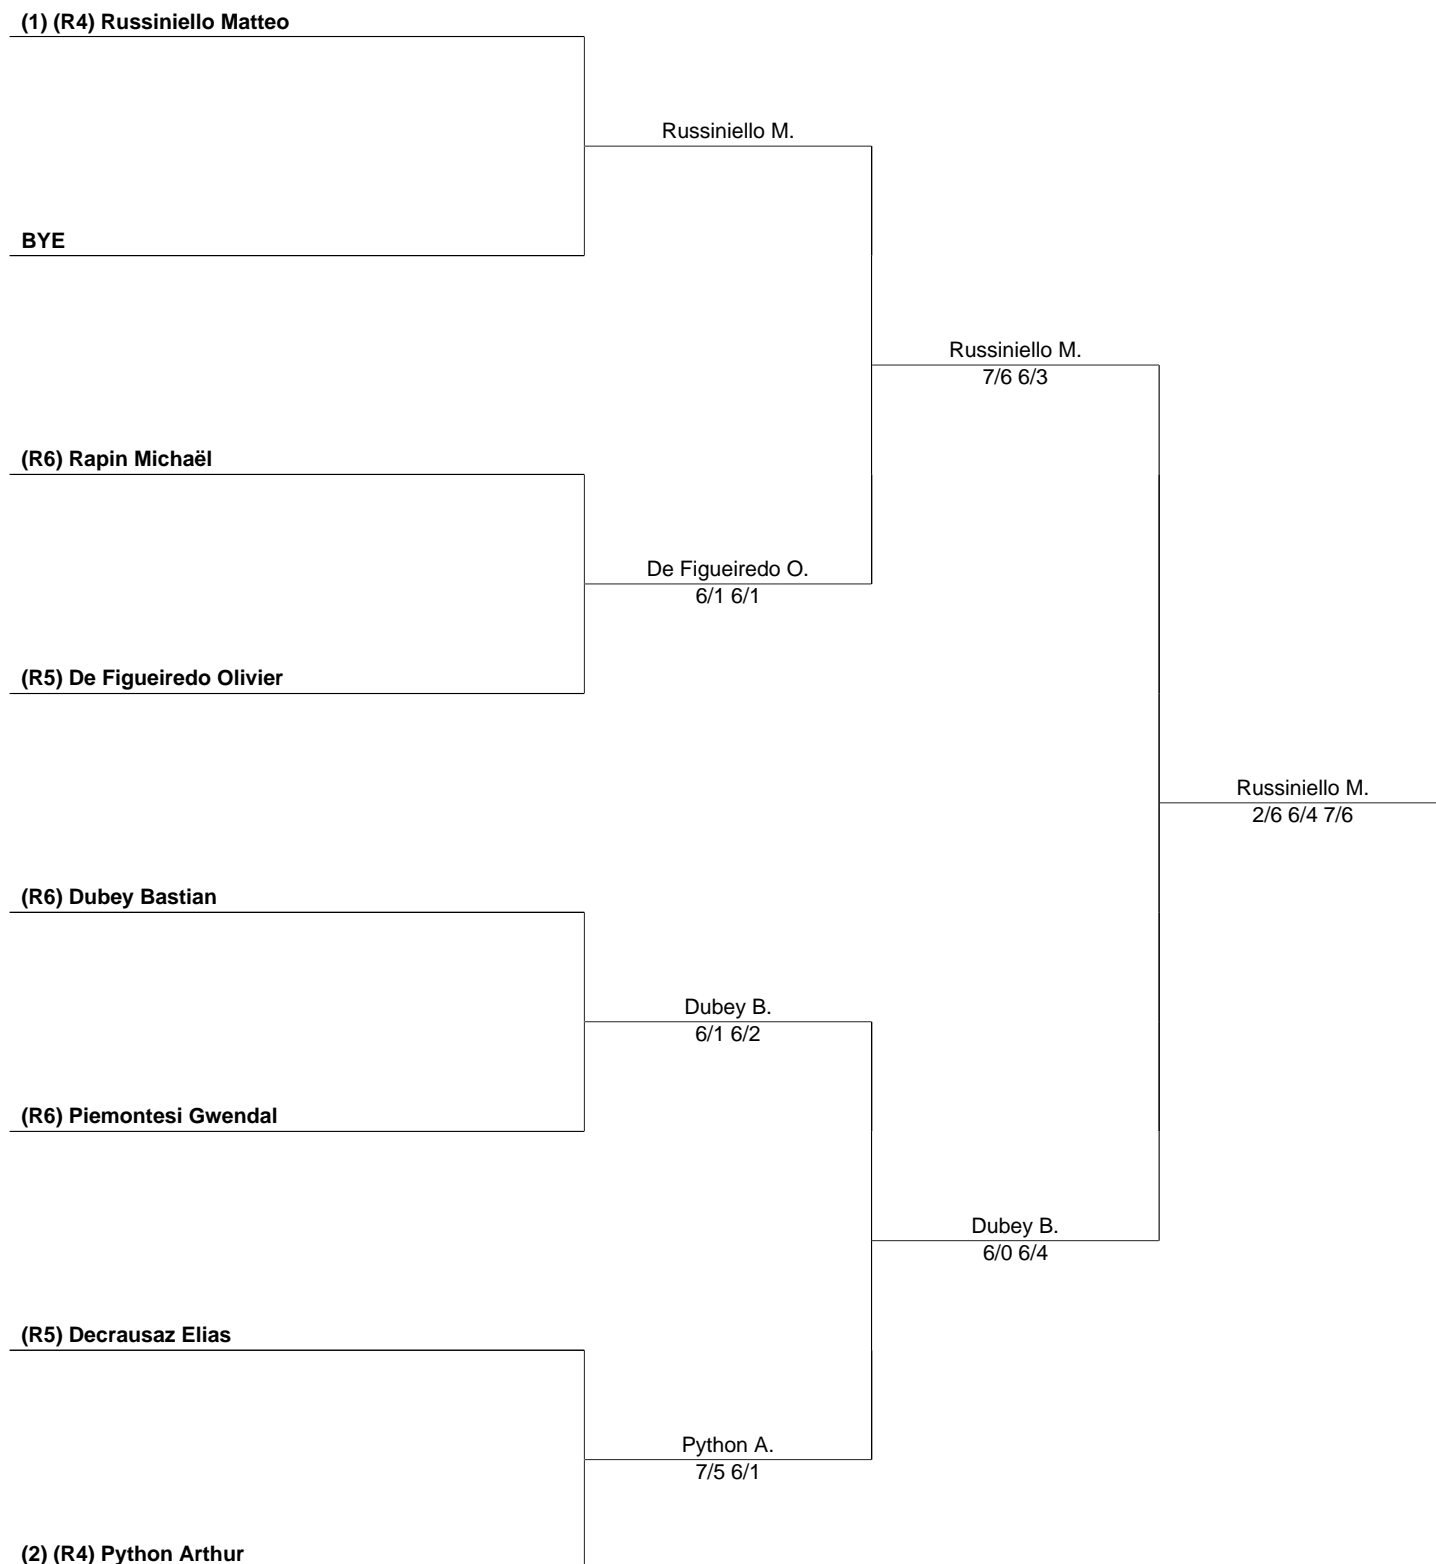 (1) (R4) Russiniello Matteo
Russiniello M.
BYE
Russiniello M.
7/6 6/3
(R6) Rapin Michaël
De Figueiredo O.
6/1 6/1
(R5) De Figueiredo Olivier
Russiniello M.
2/6 6/4 7/6
(R6) Dubey Bastian
Dubey B.
6/1 6/2
(R6) Piemontesi Gwendal
Dubey B.
6/0 6/4
(R5) Decrausaz Elias
Python A.
7/5 6/1
(2) (R4) Python Arthur